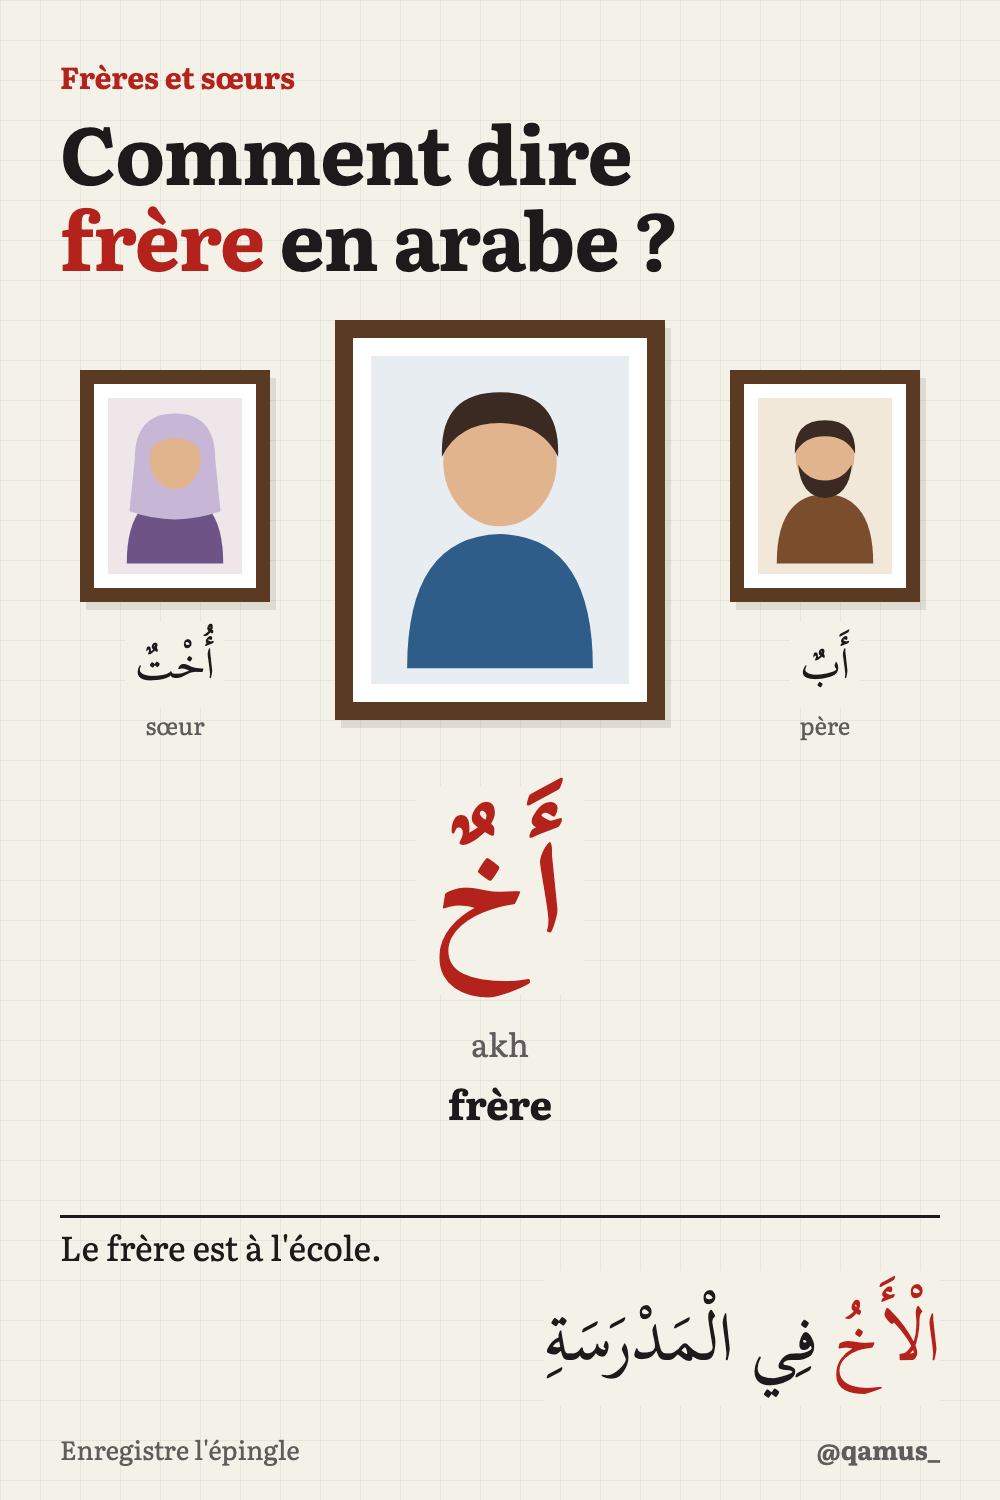 Frères et sœurs
Comment dire
frère en arabe ?
أُخْتٌ
sœur
أَبٌ
père
أَخٌ
akh
frère
Le frère est à l'école.
الْأَخُ فِي الْمَدْرَسَةِ
Enregistre l'épingle
@qamus_